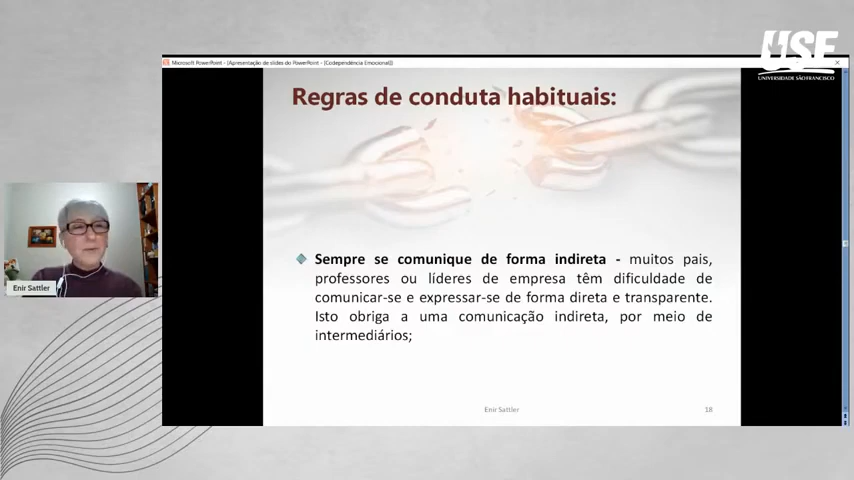 USF
UNIVERSIDADE SÃO FRANCISCO
Microsoft PowerPoint - [Apresentação de slides do PowerPoint - [Codependência Emocional]]
Regras de conduta habituais:
Sempre se comunique de forma indireta - muitos pais,
professores ou líderes de empresa têm dificuldade de
comunicar-se e expressar-se de forma direta e transparente.
Isto obriga a uma comunicação indireta, por meio de
intermediários;
Enir Sattler
Enir Sattler
18